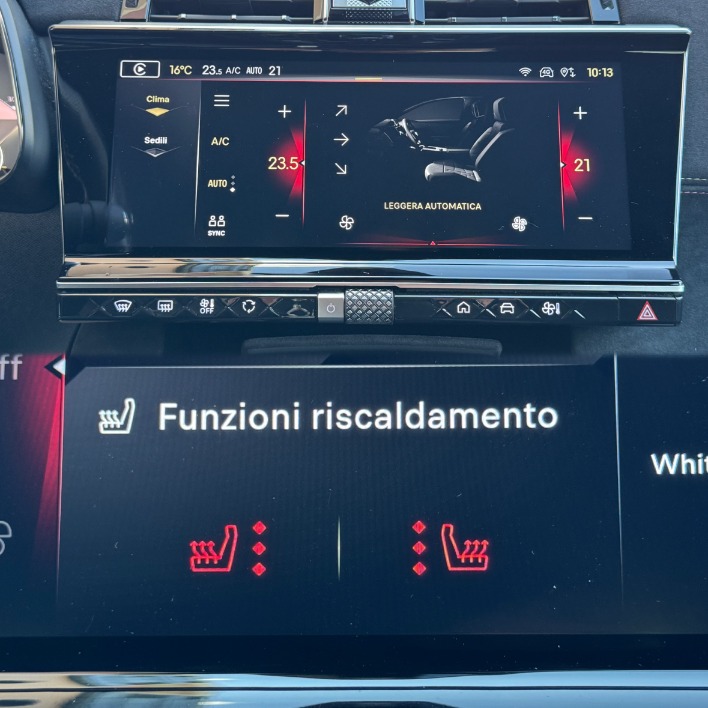 16°C 23.5 A/C AUTO 21
10:13
Clima
Sedili
A/C
AUTO
SYNC
+
23.5
−
LEGGERA AUTOMATICA
+
21
−
OFF
ff
Funzioni riscaldamento
Whit